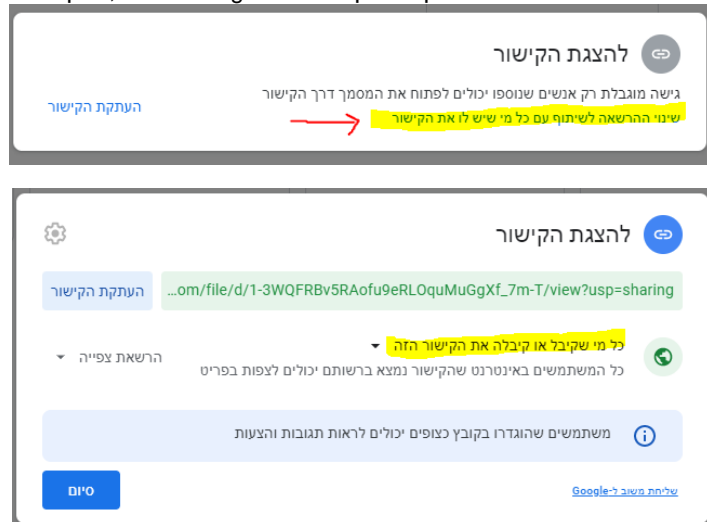 להצגת הקישור
גישה מוגבלת רק אנשים שנוספו יכולים לפתוח את המסמך דרך הקישור
שינוי ההרשאה לשיתוף עם כל מי שיש לו את הקישור
העתקת הקישור
להצגת הקישור
...om/file/d/1-3WQFRBv5RAofu9eRLOquMuGgXf_7m-T/view?usp=sharing
העתקת הקישור
כל מי שקיבל או קיבלה את הקישור הזה
כל המשתמשים באינטרנט שהקישור נמצא ברשותם יכולים לצפות בפריט
הרשאת צפייה
משתמשים שהוגדרו בקובץ כצופים יכולים לראות תגובות והצעות
שליחת משוב ל-Google
סיום